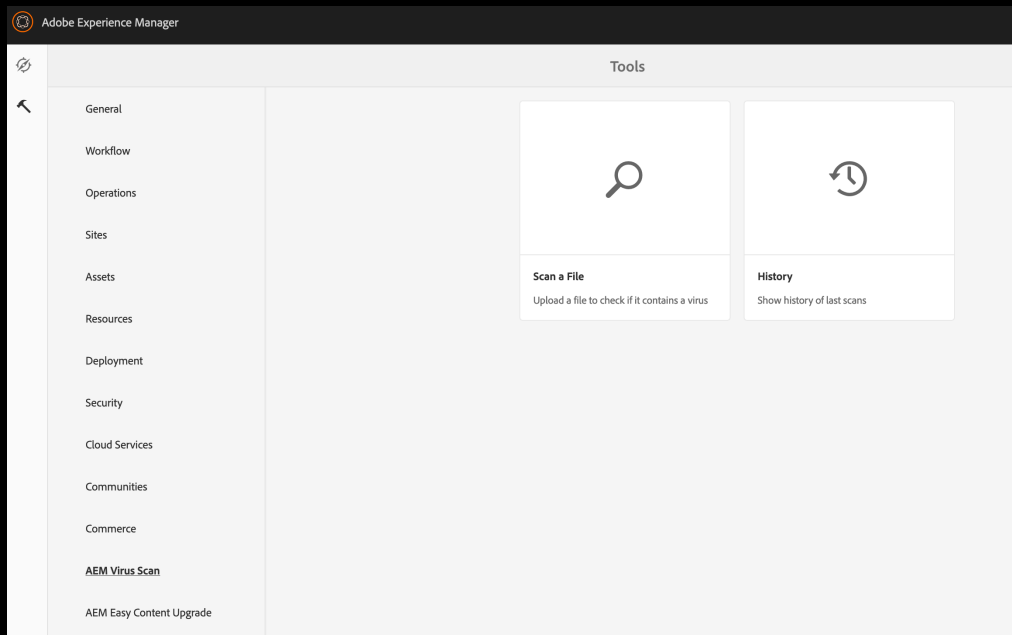 Adobe Experience Manager
Tools
General
Workflow
Operations
Sites
Assets
Resources
Deployment
Security
Cloud Services
Communities
Commerce
AEM Virus Scan
AEM Easy Content Upgrade
Scan a File
Upload a file to check if it contains a virus
History
Show history of last scans